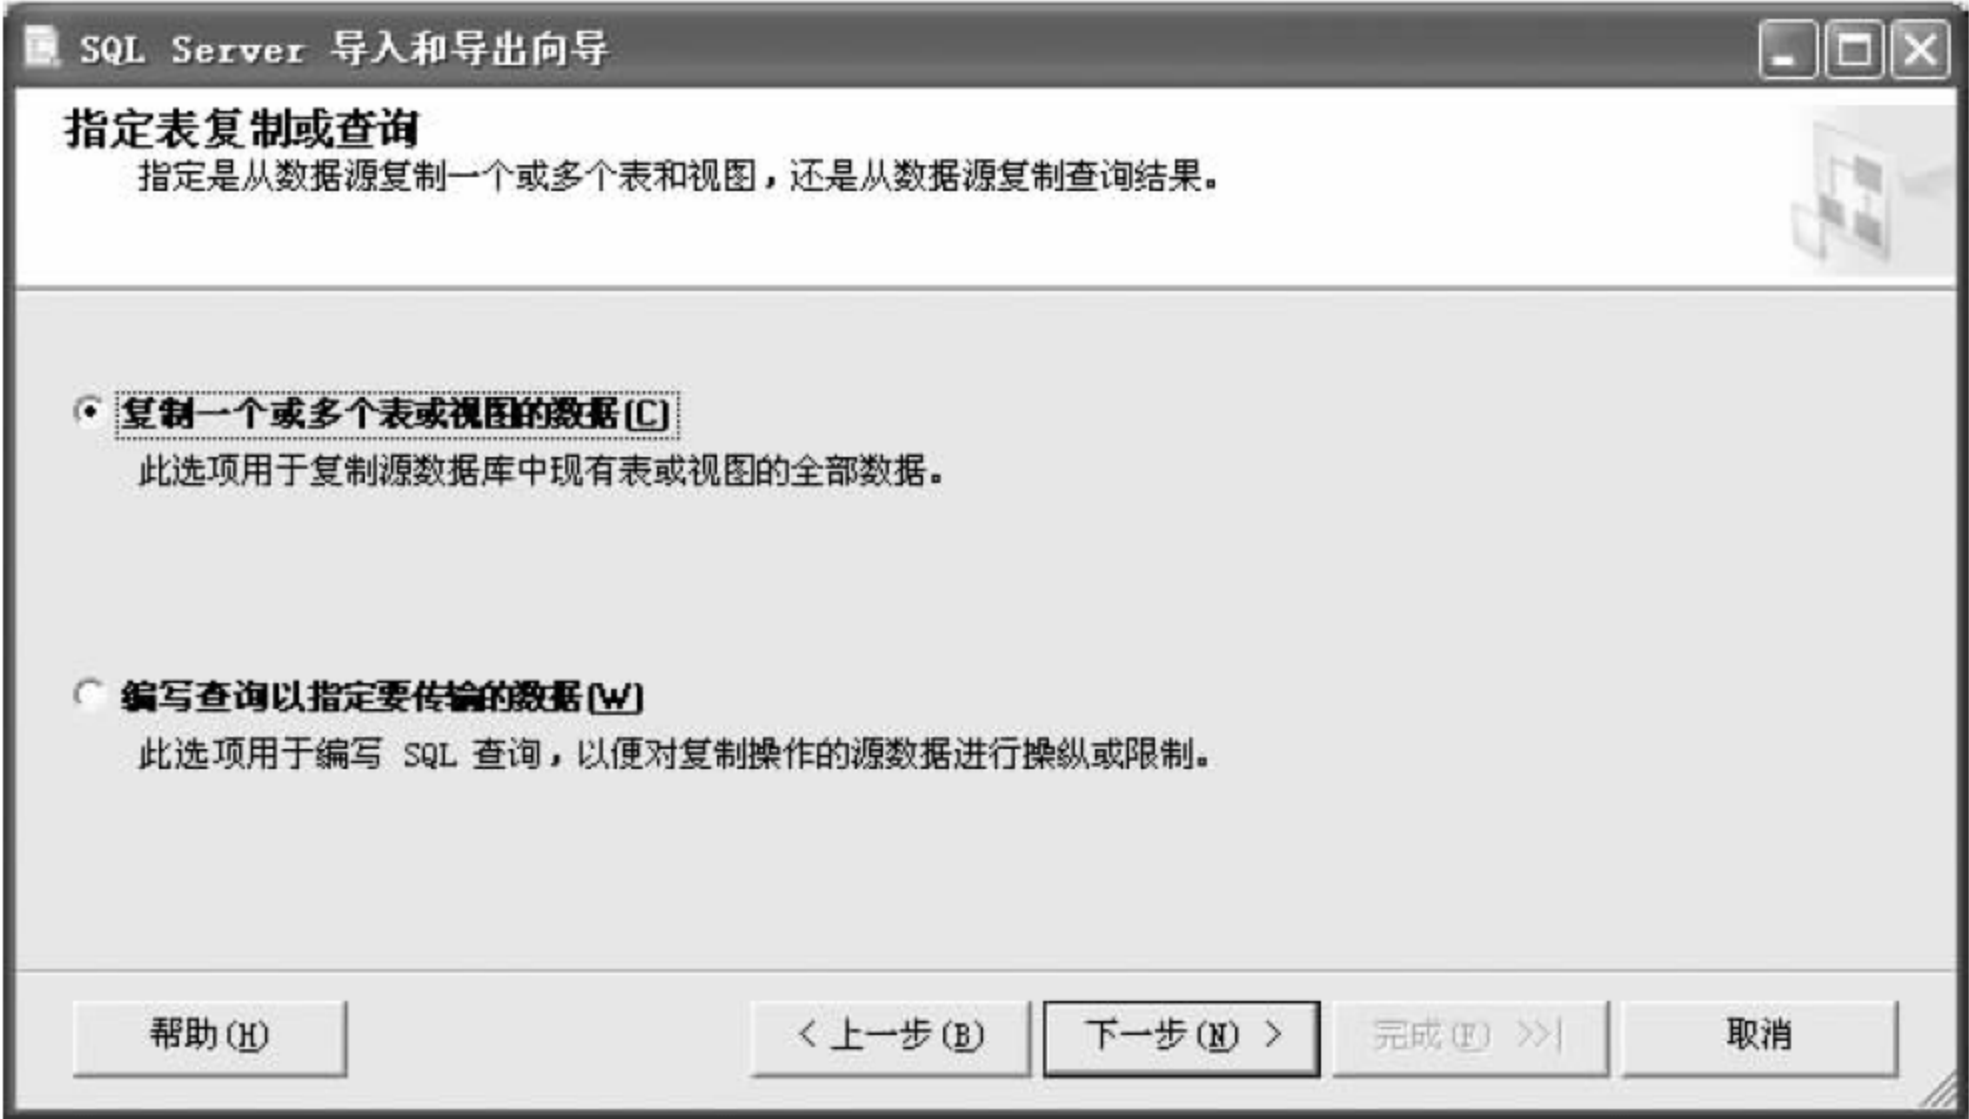 SQL Server 导入和导出向导
指定表复制或查询
指定是从数据源复制一个或多个表和视图,还是从数据源复制查询结果。
复制一个或多个表或视图的数据(C)
此选项用于复制源数据库中现有表或视图的全部数据。
编写查询以指定要传输的数据(W)
此选项用于编写 SQL 查询,以便对复制操作的源数据进行操纵或限制。
帮助(H)
< 上一步(B)
下一步(N) >
完成(F) >>|
取消